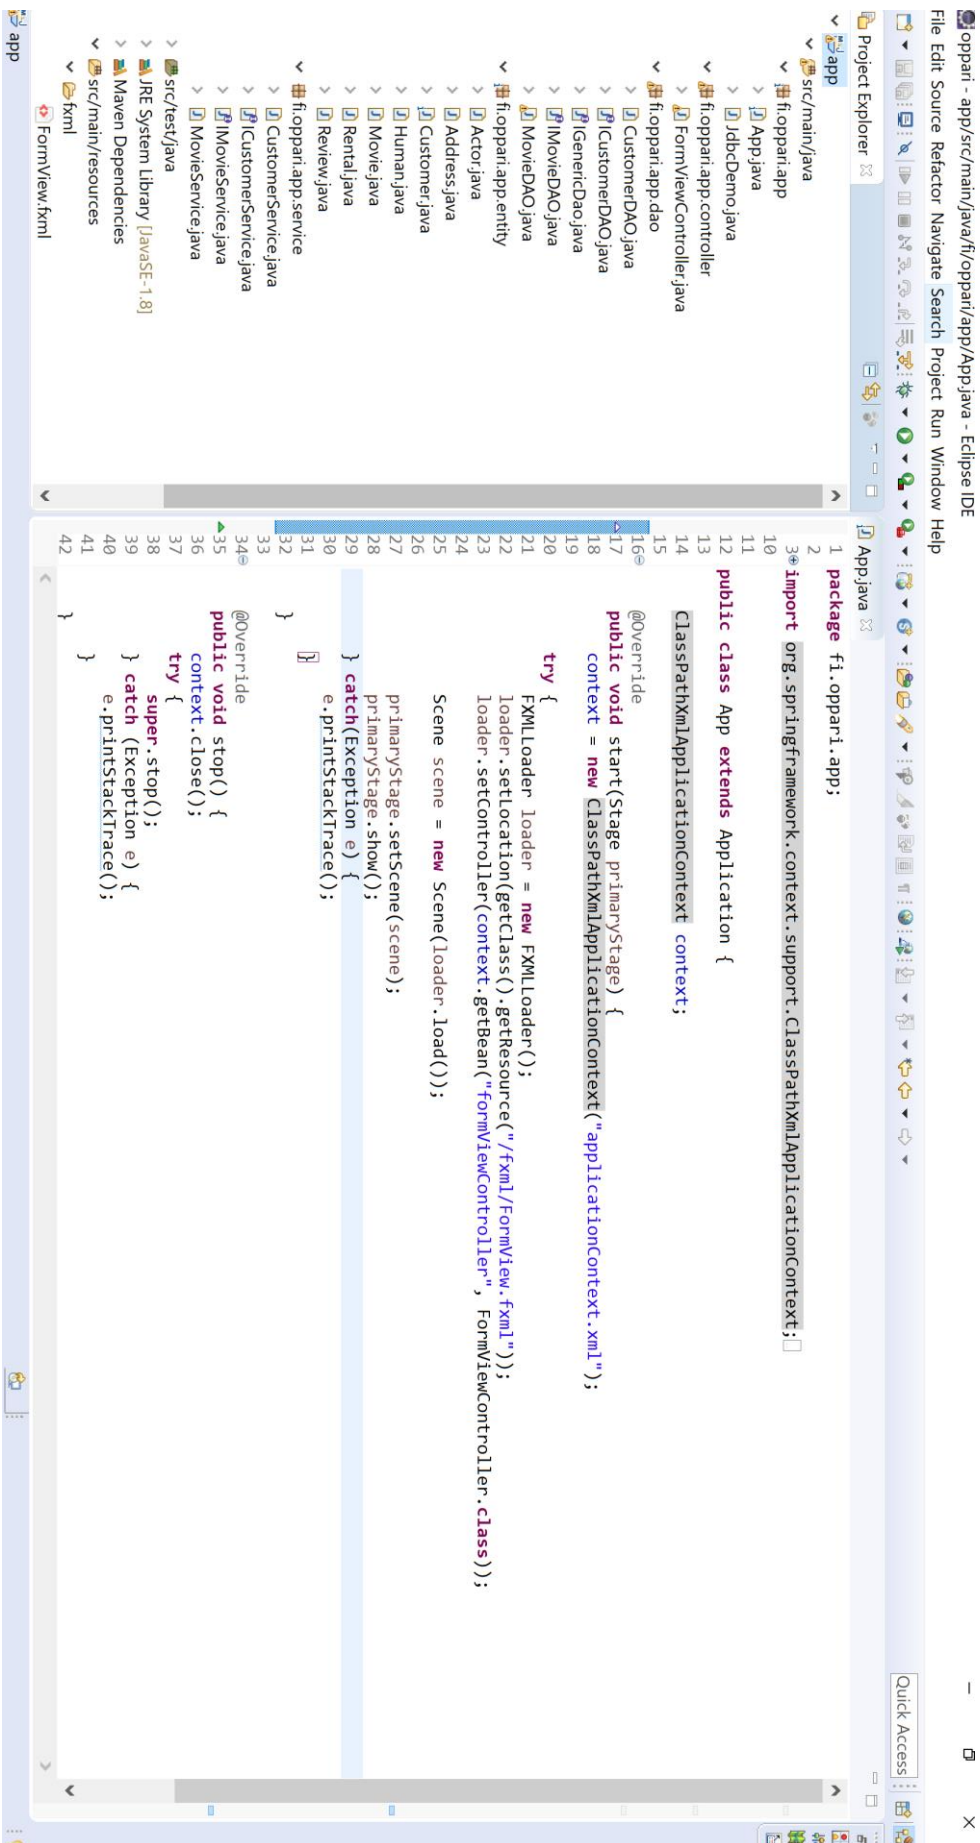 oppari - app/src/main/java/fi/oppari/app/App.java - Eclipse IDE
File Edit Source Refactor Navigate Search Project Run Window Help
Quick Access
Project Explorer
app
src/main/java
fi.oppari.app
App.java
JdbcDemo.java
fi.oppari.app.controller
FormViewController.java
fi.oppari.app.dao
CustomerDAO.java
ICustomerDAO.java
IGenericDao.java
IMovieDAO.java
MovieDAO.java
fi.oppari.app.entity
Actor.java
Address.java
Customer.java
Human.java
Movie.java
Rental.java
Review.java
fi.oppari.app.service
CustomerService.java
ICustomerService.java
IMovieService.java
MovieService.java
src/test/java
JRE System Library [JavaSE-1.8]
Maven Dependencies
src/main/resources
fxml
FormView.fxml
App.java
1 package fi.oppari.app;
2
3 import org.springframework.context.support.ClassPathXmlApplicationContext;
10
11
12 public class App extends Application {
13
14 ClassPathXmlApplicationContext context;
15
16 @Override
17 public void start(Stage primaryStage) {
18 context = new ClassPathXmlApplicationContext("applicationContext.xml");
19
20 try {
21 FXMLLoader loader = new FXMLLoader();
22 loader.setLocation(getClass().getResource("/fxml/FormView.fxml"));
23 loader.setController(context.getBean("formViewController", FormViewController.class));
24
25 Scene scene = new Scene(loader.load());
26
27 primaryStage.setScene(scene);
28 primaryStage.show();
29 } catch(Exception e) {
30 e.printStackTrace();
31 }
32 }
33
34 @Override
35 public void stop() {
36 context.close();
37 try {
38 super.stop();
39 } catch (Exception e) {
40 e.printStackTrace();
41 }
42 }
app